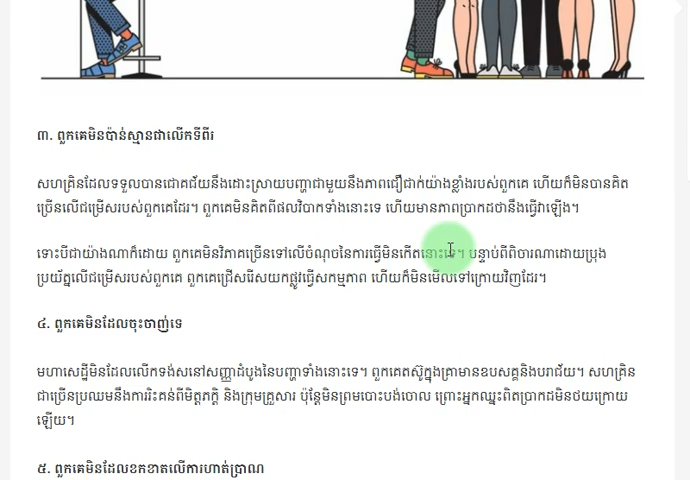 ៣. ពួកគេមិនប៉ាន់ស្មានជាលើកទីពីរ
សហគ្រិនដែលទទួលបានជោគជ័យនឹងដោះស្រាយបញ្ហាជាមួយនឹងភាពជឿជាក់យ៉ាងខ្លាំងរបស់ពួកគេ ហើយក៏មិនបានគិត
ច្រើនលើជម្រើសរបស់ពួកគេដែរ។ ពួកគេមិនគិតពីផលវិបាកទាំងនោះទេ ហើយមានភាពប្រាកដថានឹងធ្វើវាឡើង។
ទោះបីជាយ៉ាងណាក៏ដោយ ពួកគេមិនវិភាគច្រើនទៅលើចំណុចនៃការធ្វើមិនកើតនោះទេ។ បន្ទាប់ពីពិចារណាដោយប្រុង
ប្រយ័ត្នលើជម្រើសរបស់ពួកគេ ពួកគេជ្រើសរើសយកផ្លូវធ្វើសកម្មភាព ហើយក៏មិនមើលទៅក្រោយវិញដែរ។
៤. ពួកគេមិនដែលចុះចាញ់ទេ
មហាសេដ្ឋីមិនដែលលើកទង់សនៅសញ្ញាដំបូងនៃបញ្ហាទាំងនោះទេ។ ពួកគេតស៊ូក្នុងគ្រាមានឧបសគ្គនិងបរាជ័យ។ សហគ្រិន
ជាច្រើនប្រឈមនឹងការរិះគន់ពីមិត្តភក្តិ និងក្រុមគ្រួសារ ប៉ុន្តែមិនព្រមបោះបង់ចោល ព្រោះអ្នកឈ្នះពិតប្រាកដមិនថយក្រោយ
ឡើយ។
៥. ពួកគេមិនដែលខកខាតលើការហាត់ប្រាណ